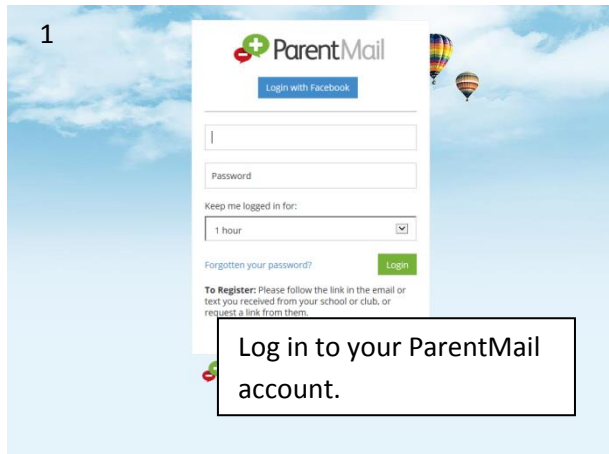 1
ParentMail
Login with Facebook
Password
Keep me logged in for:
1 hour
Forgotten your password?
Login
To Register: Please follow the link in the email or
text you received from your school or club, or
request a link from them.
Log in to your ParentMail
account.